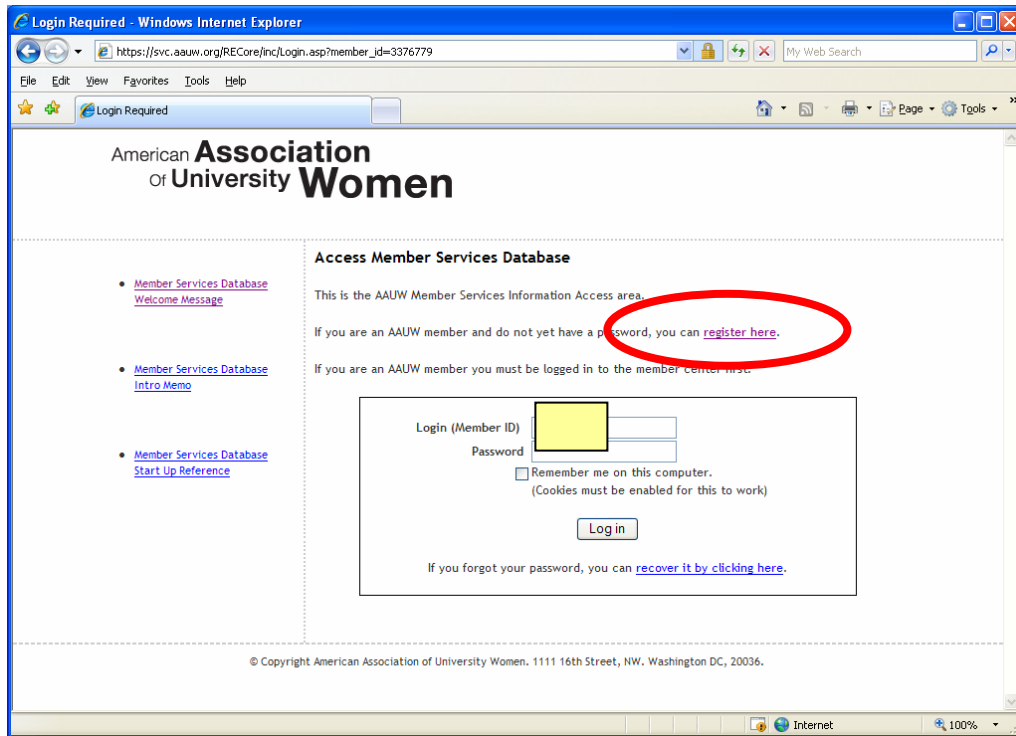 Login Required - Windows Internet Explorer
https://svc.aauw.org/RECore/inc/Login.asp?member_id=3376779
My Web Search
File Edit View Favorites Tools Help
Login Required
Page Tools »
American Association
Of University Women
Member Services Database
Welcome Message
Member Services Database
Intro Memo
Member Services Database
Start Up Reference
Access Member Services Database
This is the AAUW Member Services Information Access area.
If you are an AAUW member and do not yet have a password, you can register here.
If you are an AAUW member you must be logged in to the member center first.
Login (Member ID)
Password
Remember me on this computer.
(Cookies must be enabled for this to work)
Log in
If you forgot your password, you can recover it by clicking here.
© Copyright American Association of University Women. 1111 16th Street, NW. Washington DC, 20036.
Internet
100%